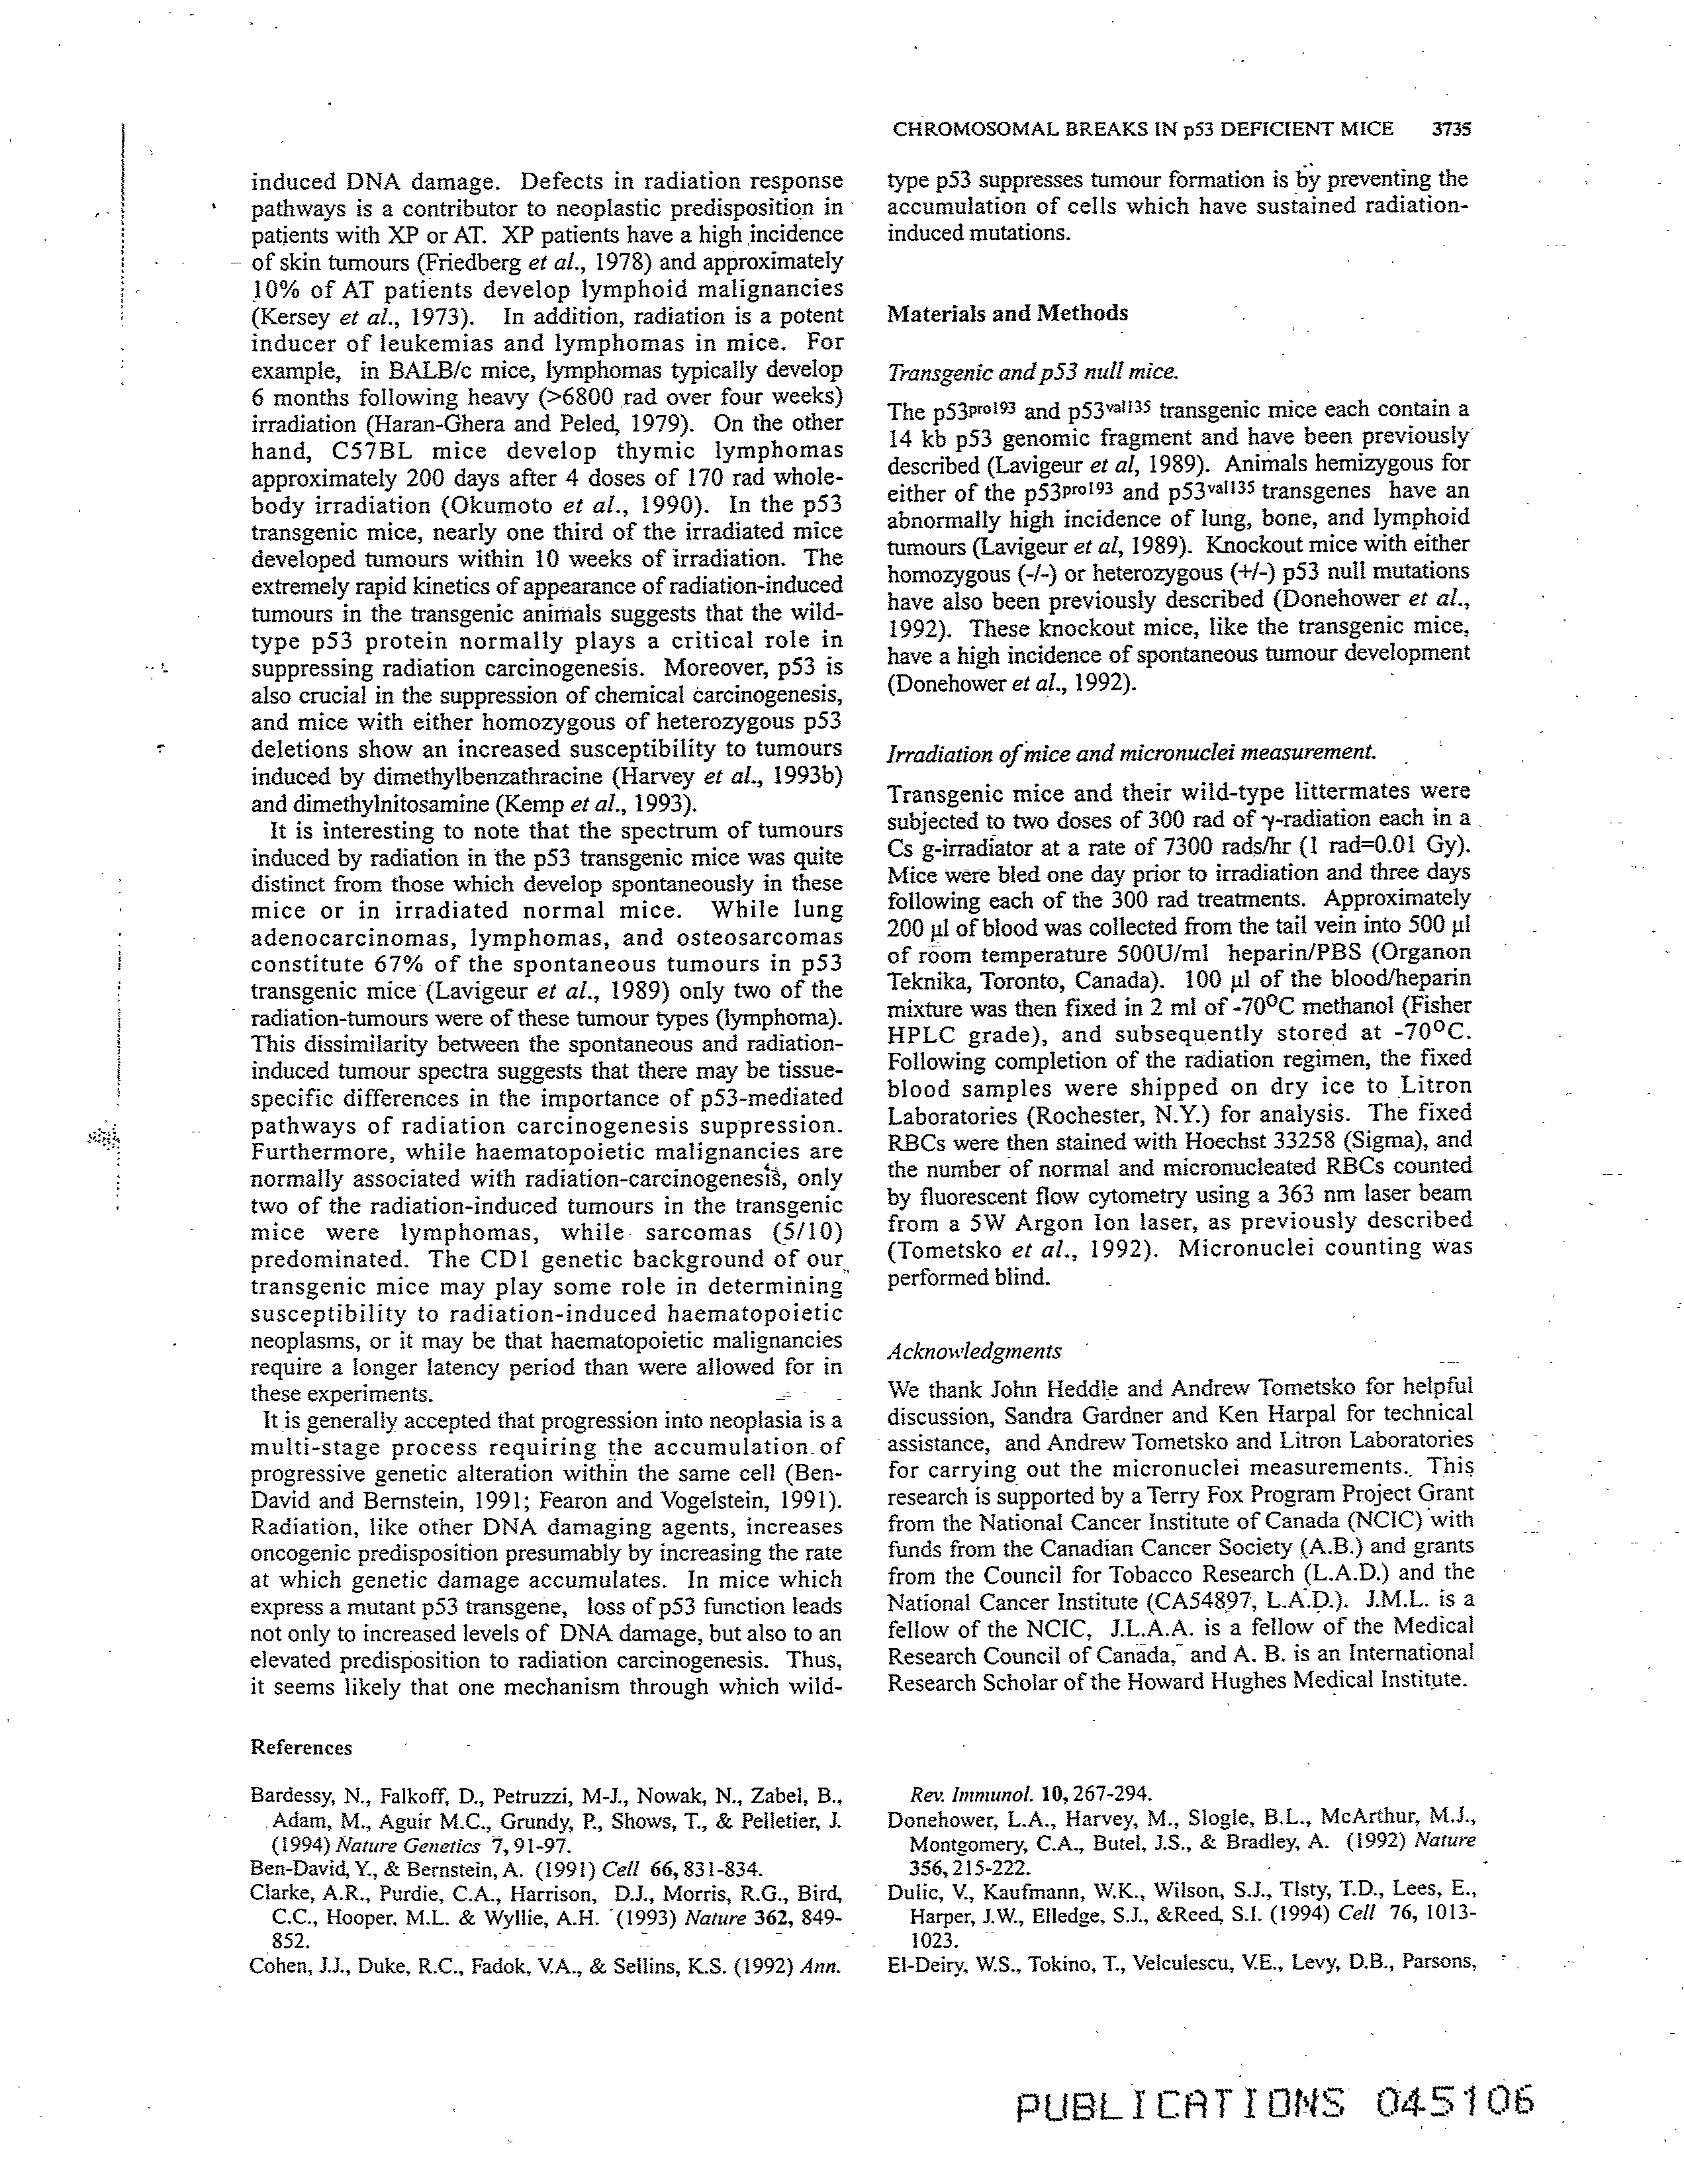 CHROMOSOMAL BREAKS IN p53 DEFICIENT MICE 3735
induced DNA damage. Defects in radiation response
pathways is a contributor to neoplastic predisposition in
patients with XP or AT. XP patients have a high incidence
of skin tumours (Friedberg et al., 1978) and approximately
10% of AT patients develop lymphoid malignancies
(Kersey et al., 1973). In addition, radiation is a potent
inducer of leukemias and lymphomas in mice. For
example, in BALB/c mice, lymphomas typically develop
6 months following heavy (>6800 rad over four weeks)
irradiation (Haran-Ghera and Peled, 1979). On the other
hand, C57BL mice develop thymic lymphomas
approximately 200 days after 4 doses of 170 rad whole-
body irradiation (Okumoto et al., 1990). In the p53
transgenic mice, nearly one third of the irradiated mice
developed tumours within 10 weeks of irradiation. The
extremely rapid kinetics of appearance of radiation-induced
tumours in the transgenic animals suggests that the wild-
type p53 protein normally plays a critical role in
suppressing radiation carcinogenesis. Moreover, p53 is
also crucial in the suppression of chemical carcinogenesis,
and mice with either homozygous of heterozygous p53
deletions show an increased susceptibility to tumours
induced by dimethylbenzathracine (Harvey et al., 1993b)
and dimethylnitosamine (Kemp et al., 1993).
It is interesting to note that the spectrum of tumours
induced by radiation in the p53 transgenic mice was quite
distinct from those which develop spontaneously in these
mice or in irradiated normal mice. While lung
adenocarcinomas, lymphomas, and osteosarcomas
constitute 67% of the spontaneous tumours in p53
transgenic mice (Lavigeur et al., 1989) only two of the
radiation-tumours were of these tumour types (lymphoma).
This dissimilarity between the spontaneous and radiation-
induced tumour spectra suggests that there may be tissue-
specific differences in the importance of p53-mediated
pathways of radiation carcinogenesis suppression.
Furthermore, while haematopoietic malignancies are
normally associated with radiation-carcinogenesis, only
two of the radiation-induced tumours in the transgenic
mice were lymphomas, while sarcomas (5/10)
predominated. The CD1 genetic background of our
transgenic mice may play some role in determining
susceptibility to radiation-induced haematopoietic
neoplasms, or it may be that haematopoietic malignancies
require a longer latency period than were allowed for in
these experiments.
It is generally accepted that progression into neoplasia is a
multi-stage process requiring the accumulation of
progressive genetic alteration within the same cell (Ben-
David and Bernstein, 1991; Fearon and Vogelstein, 1991).
Radiation, like other DNA damaging agents, increases
oncogenic predisposition presumably by increasing the rate
at which genetic damage accumulates. In mice which
express a mutant p53 transgene, loss of p53 function leads
not only to increased levels of DNA damage, but also to an
elevated predisposition to radiation carcinogenesis. Thus,
it seems likely that one mechanism through which wild-
type p53 suppresses tumour formation is by preventing the
accumulation of cells which have sustained radiation-
induced mutations.
Materials and Methods
Transgenic and p53 null mice.
The p53pro193 and p53val135 transgenic mice each contain a
14 kb p53 genomic fragment and have been previously
described (Lavigeur et al, 1989). Animals hemizygous for
either of the p53pro193 and p53val135 transgenes have an
abnormally high incidence of lung, bone, and lymphoid
tumours (Lavigeur et al, 1989). Knockout mice with either
homozygous (-/-) or heterozygous (+/-) p53 null mutations
have also been previously described (Donehower et al.,
1992). These knockout mice, like the transgenic mice,
have a high incidence of spontaneous tumour development
(Donehower et al., 1992).
Irradiation of mice and micronuclei measurement.
Transgenic mice and their wild-type littermates were
subjected to two doses of 300 rad of γ-radiation each in a
Cs g-irradiator at a rate of 7300 rads/hr (1 rad=0.01 Gy).
Mice were bled one day prior to irradiation and three days
following each of the 300 rad treatments. Approximately
200 µl of blood was collected from the tail vein into 500 µl
of room temperature 500U/ml heparin/PBS (Organon
Teknika, Toronto, Canada). 100 µl of the blood/heparin
mixture was then fixed in 2 ml of -70°C methanol (Fisher
HPLC grade), and subsequently stored at -70°C.
Following completion of the radiation regimen, the fixed
blood samples were shipped on dry ice to Litron
Laboratories (Rochester, N.Y.) for analysis. The fixed
RBCs were then stained with Hoechst 33258 (Sigma), and
the number of normal and micronucleated RBCs counted
by fluorescent flow cytometry using a 363 nm laser beam
from a 5W Argon Ion laser, as previously described
(Tometsko et al., 1992). Micronuclei counting was
performed blind.
Acknowledgments
We thank John Heddle and Andrew Tometsko for helpful
discussion, Sandra Gardner and Ken Harpal for technical
assistance, and Andrew Tometsko and Litron Laboratories
for carrying out the micronuclei measurements. This
research is supported by a Terry Fox Program Project Grant
from the National Cancer Institute of Canada (NCIC) with
funds from the Canadian Cancer Society (A.B.) and grants
from the Council for Tobacco Research (L.A.D.) and the
National Cancer Institute (CA54897, L.A.D.). J.M.L. is a
fellow of the NCIC, J.L.A.A. is a fellow of the Medical
Research Council of Canada, and A. B. is an International
Research Scholar of the Howard Hughes Medical Institute.
References
Bardessy, N., Falkoff, D., Petruzzi, M-J., Nowak, N., Zabel, B.,
Adam, M., Aguir M.C., Grundy, P., Shows, T., & Pelletier, J.
(1994) Nature Genetics 7, 91-97.
Ben-David, Y., & Bernstein, A. (1991) Cell 66, 831-834.
Clarke, A.R., Purdie, C.A., Harrison, D.J., Morris, R.G., Bird,
C.C., Hooper. M.L. & Wyllie, A.H. (1993) Nature 362, 849-
852.
Cohen, J.J., Duke, R.C., Fadok, V.A., & Sellins, K.S. (1992) Ann.
Rev. Immunol. 10, 267-294.
Donehower, L.A., Harvey, M., Slogle, B.L., McArthur, M.J.,
Montgomery, C.A., Butel, J.S., & Bradley, A. (1992) Nature
356, 215-222.
Dulic, V., Kaufmann, W.K., Wilson, S.J., Tlsty, T.D., Lees, E.,
Harper, J.W., Elledge, S.J., &Reed, S.I. (1994) Cell 76, 1013-
1023.
El-Deiry, W.S., Tokino, T., Velculescu, V.E., Levy, D.B., Parsons,
PUBLICATIONS 045106